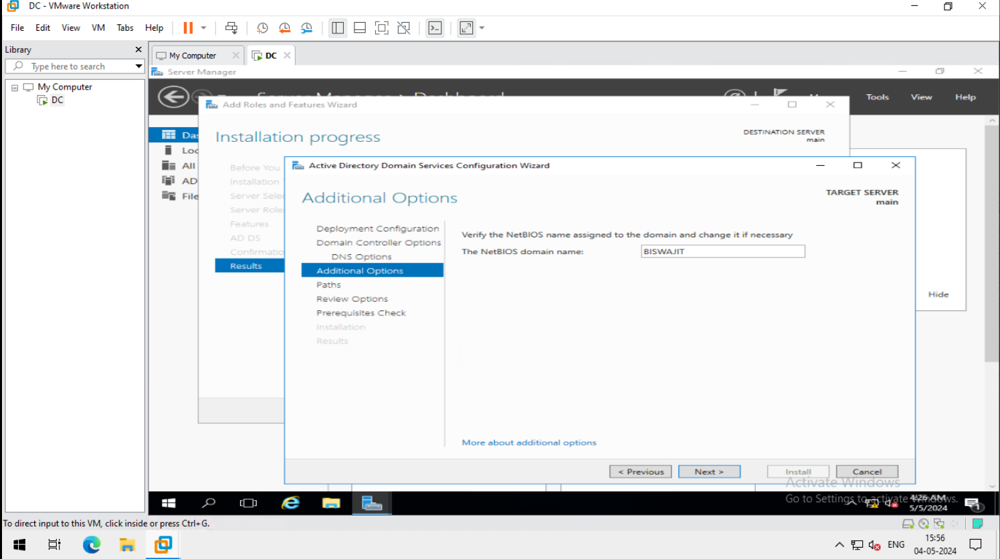 DC - VMware Workstation
File Edit View VM Tabs Help
Library
My Computer
DC
Type here to search
Server Manager
My Computer
DC
Tools View Help
Add Roles and Features Wizard
Installation progress
DESTINATION SERVER
main
Before You
Installation
Server Sele
Server Role
Features
AD DS
Confirmatio
Results
Das
Loc
All
AD
File
Active Directory Domain Services Configuration Wizard
Additional Options
TARGET SERVER
main
Deployment Configuration
Domain Controller Options
DNS Options
Additional Options
Paths
Review Options
Prerequisites Check
Installation
Results
Verify the NetBIOS name assigned to the domain and change it if necessary
The NetBIOS domain name:
BISWAJIT
More about additional options
< Previous
Next >
Install
Cancel
Hide
Activate Windows
Go to Settings to activate Windows.
4:26 AM
5/5/2024
1
To direct input to this VM, click inside or press Ctrl+G.
ENG
15:56
04-05-2024